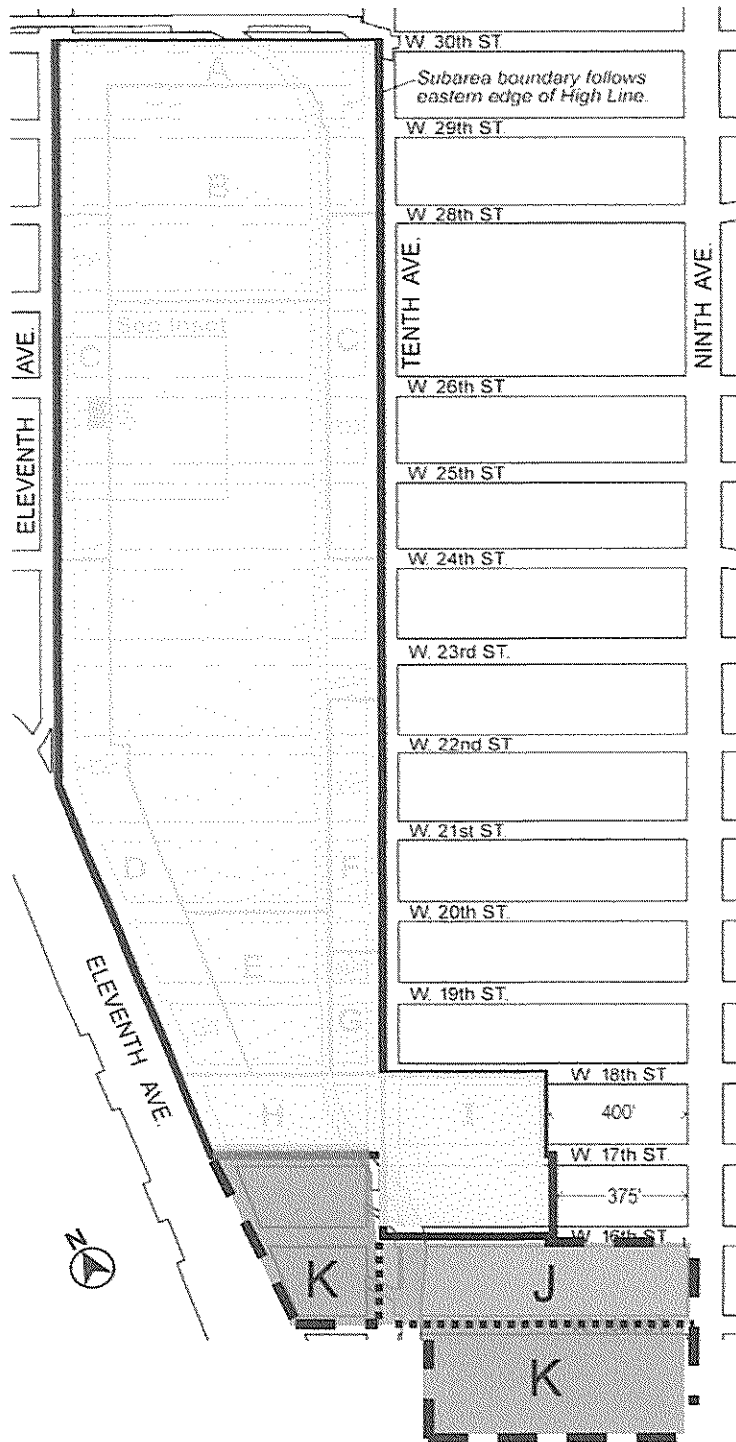 W. 30th ST.
Subarea boundary follows
eastern edge of High Line.
A
W. 29th ST.
B
W. 28th ST.
TENTH AVE.
NINTH AVE.
See Inset
C
C
ELEVENTH AVE.
W. 26th ST.
W. 25th ST.
W. 24th ST.
W. 23rd ST.
W. 22nd ST.
W. 21st ST.
D
F
W. 20th ST.
E
ELEVENTH AVE.
W. 19th ST.
G
W. 18th ST.
H
I
400'
W. 17th ST.
375'
W. 16th ST.
N
K
J
K